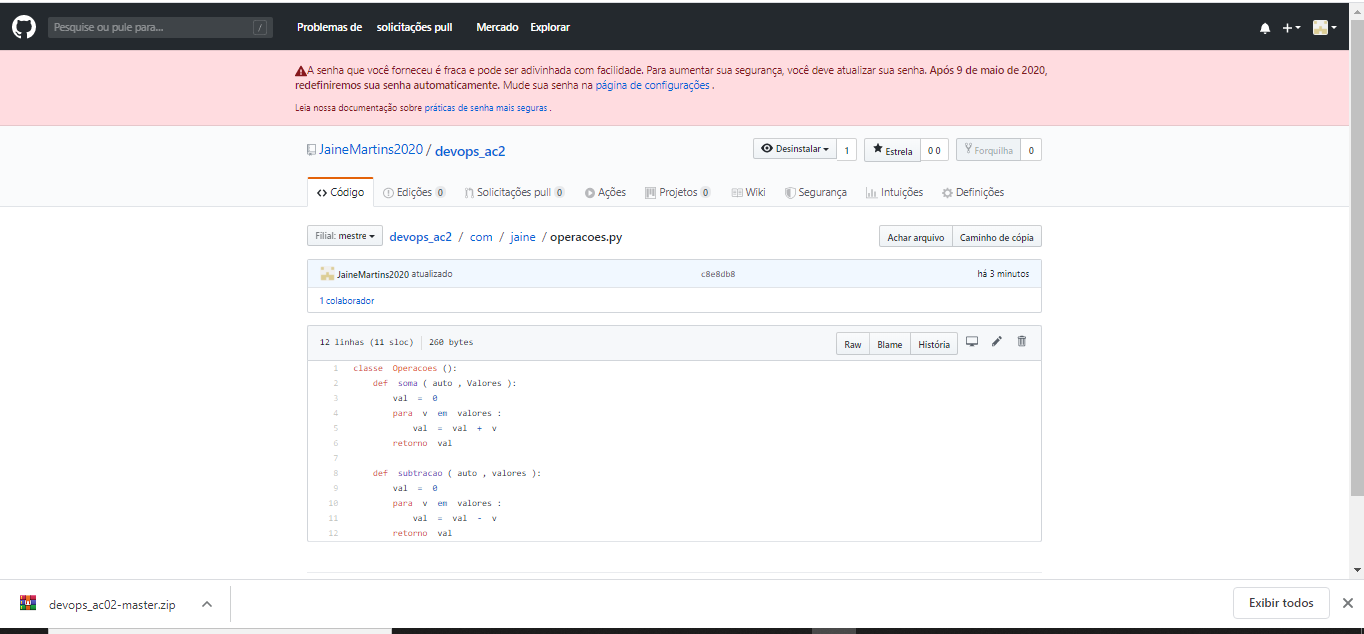 Pesquise ou pule para... /
Problemas de solicitações pull Mercado Explorar
A senha que você forneceu é fraca e pode ser adivinhada com facilidade. Para aumentar sua segurança, você deve atualizar sua senha. Após 9 de maio de 2020,
redefiniremos sua senha automaticamente. Mude sua senha na página de configurações .
Leia nossa documentação sobre práticas de senha mais seguras .
JaineMartins2020 / devops_ac2
Desinstalar 1 Estrela 0 0 Forquilha 0
Código Edições 0 Solicitações pull 0 Ações Projetos 0 Wiki Segurança Intuições Definições
Filial: mestre devops_ac2 / com / jaine / operacoes.py Achar arquivo Caminho de cópia
JaineMartins2020 atualizado c8e8db8 há 3 minutos
1 colaborador
12 linhas (11 sloc) 260 bytes Raw Blame História
1 classe Operacoes ():
2 def soma ( auto , Valores ):
3 val = 0
4 para v em valores :
5 val = val + v
6 retorno val
7
8 def subtracao ( auto , valores ):
9 val = 0
10 para v em valores :
11 val = val - v
12 retorno val
devops_ac02-master.zip Exibir todos